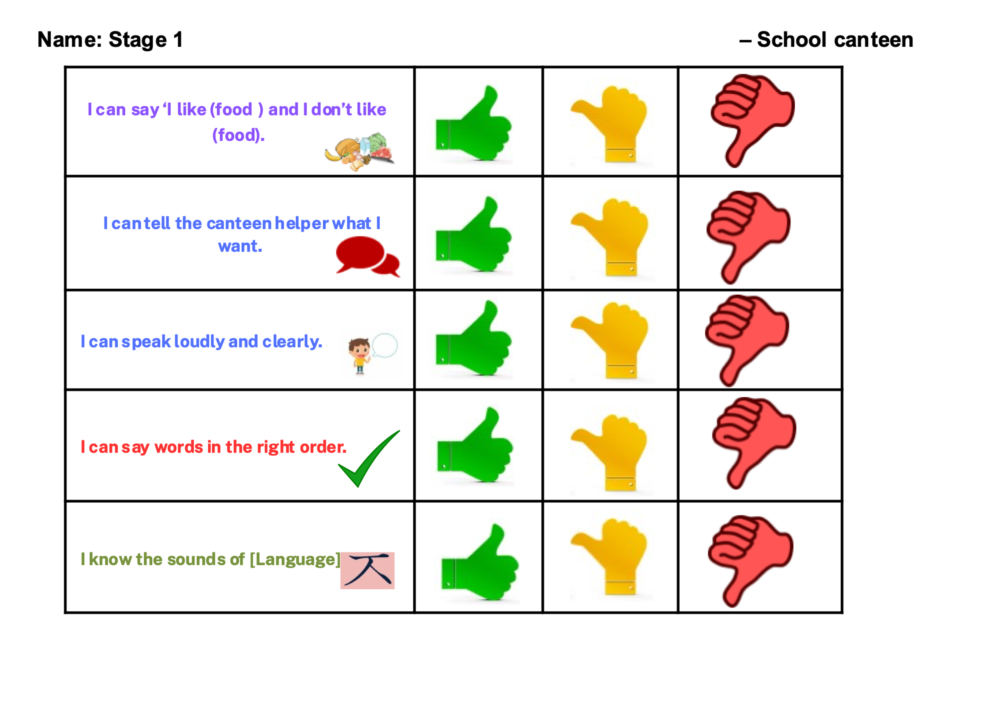 Name: Stage 1 – School canteen
I can say ‘I like (food ) and I don’t like
(food).
I can tell the canteen helper what I
want.
I can speak loudly and clearly.
I can say words in the right order.
I know the sounds of [Language]